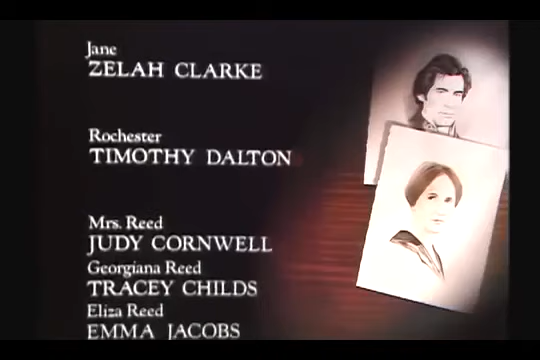 Jane
ZELAH CLARKE
Rochester
TIMOTHY DALTON
Mrs. Reed
JUDY CORNWELL
Georgiana Reed
TRACEY CHILDS
Eliza Reed
EMMA JACOBS